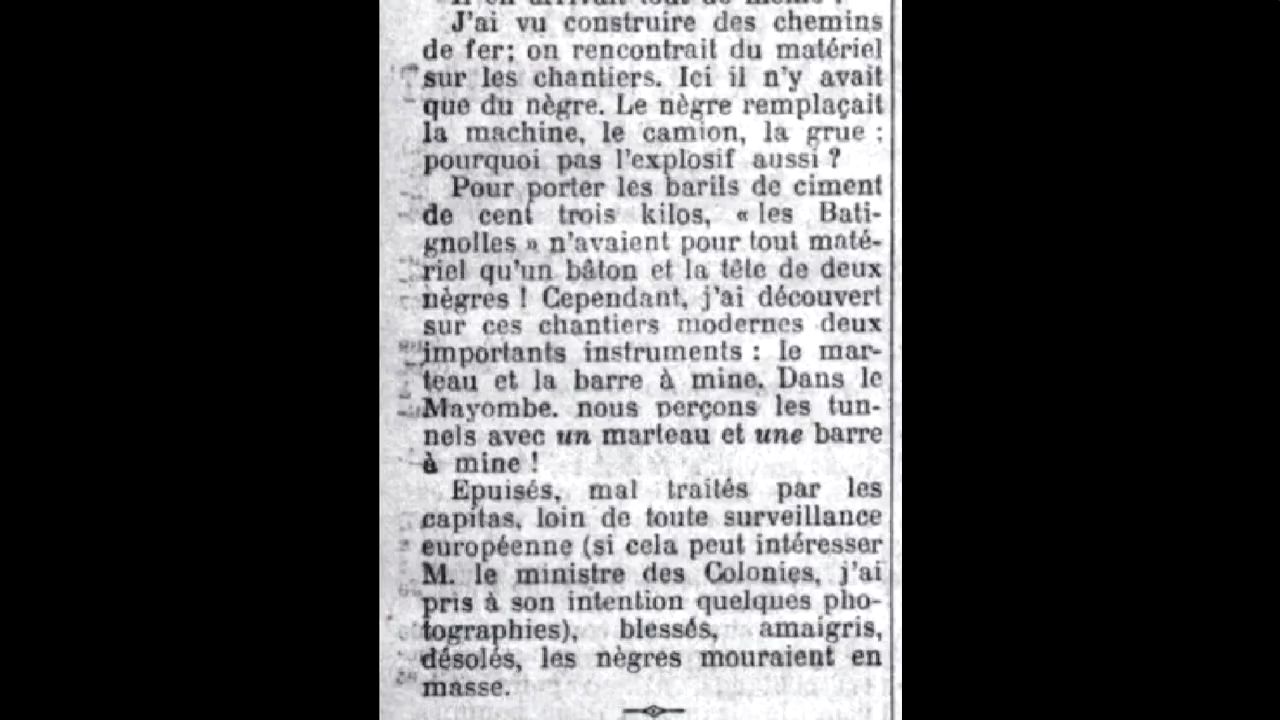 Il en arrivait tout de même !
J'ai vu construire des chemins
de fer; on rencontrait du matériel
sur les chantiers. Ici il n'y avait
que du nègre. Le nègre remplaçait
la machine, le camion, la grue ;
pourquoi pas l'explosif aussi ?
Pour porter les barils de ciment
de cent trois kilos, « les Bati-
gnolles » n'avaient pour tout maté-
riel qu'un bâton et la tête de deux
nègres ! Cependant, j'ai découvert
sur ces chantiers modernes deux
importants instruments : le mar-
teau et la barre à mine. Dans le
Mayombe, nous perçons les tun-
nels avec un marteau et une barre
à mine !
Epuisés, mal traités par les
capitas, loin de toute surveillance
européenne (si cela peut intéresser
M. le ministre des Colonies, j'ai
pris à son intention quelques pho-
tographies), blessés, amaigris,
désolés, les nègres mouraient en
masse.